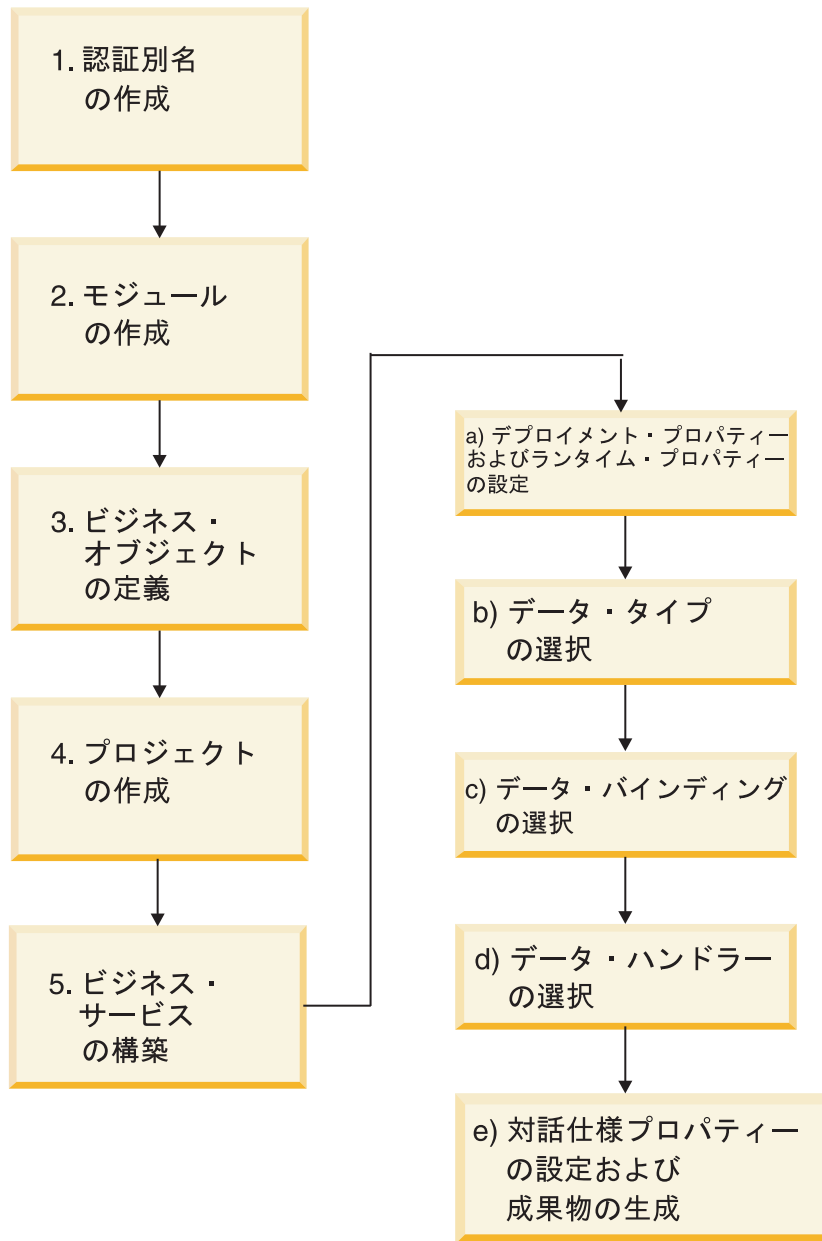 1. 認証別名
の作成
2. モジュール
の作成
3. ビジネス・
オブジェクト
の定義
4. プロジェクト
の作成
5. ビジネス・
サービス
の構築
a) デプロイメント・プロパティー
およびランタイム・プロパティー
の設定
b) データ・タイプ
の選択
c) データ・バインディング
の選択
d) データ・ハンドラー
の選択
e) 対話仕様プロパティー
の設定および
成果物の生成